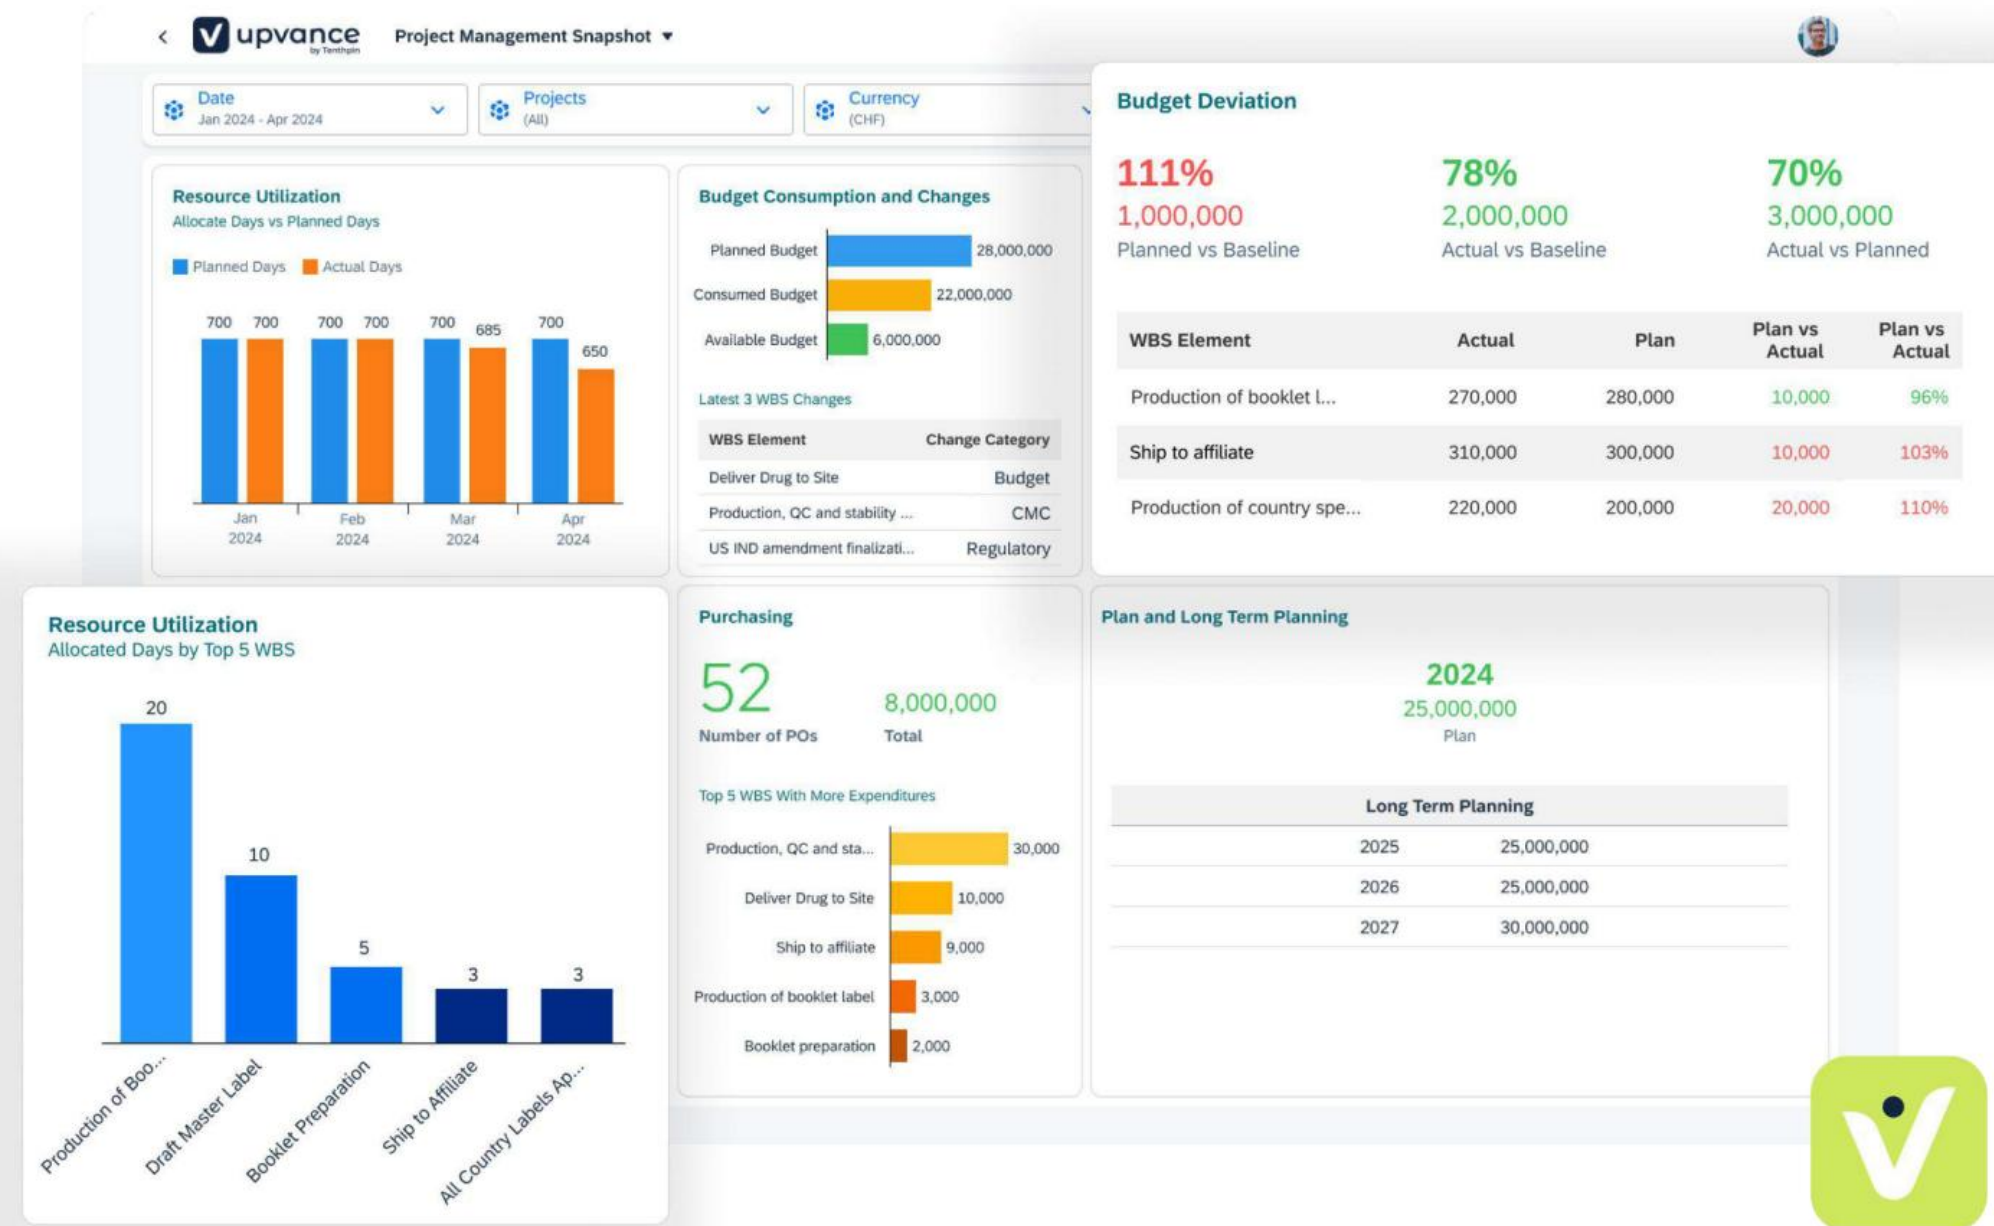 upvance
by Tenthpin
Project Management Snapshot
Date
Jan 2024 - Apr 2024
Projects
(All)
Currency
(CHF)
Resource Utilization
Allocate Days vs Planned Days
Planned Days Actual Days
700 700 700 700 700 685 700 650
Jan 2024
Feb 2024
Mar 2024
Apr 2024
Budget Consumption and Changes
Planned Budget 28,000,000
Consumed Budget 22,000,000
Available Budget 6,000,000
Latest 3 WBS Changes
WBS Element Change Category
Deliver Drug to Site Budget
Production, QC and stability ... CMC
US IND amendment finalizati... Regulatory
Budget Deviation
111% 78% 70%
1,000,000 2,000,000 3,000,000
Planned vs Baseline Actual vs Baseline Actual vs Planned
WBS Element Actual Plan Plan vs Actual Plan vs Actual
Production of booklet l... 270,000 280,000 10,000 96%
Ship to affiliate 310,000 300,000 10,000 103%
Production of country spe... 220,000 200,000 20,000 110%
Resource Utilization
Allocated Days by Top 5 WBS
20
10
5
3
3
Production of Boo...
Draft Master Label
Booklet Preparation
Ship to Affiliate
All Country Labels Ap...
Purchasing
52 8,000,000
Number of POs Total
Top 5 WBS With More Expenditures
Production, QC and sta... 30,000
Deliver Drug to Site 10,000
Ship to affiliate 9,000
Production of booklet label 3,000
Booklet preparation 2,000
Plan and Long Term Planning
2024
25,000,000
Plan
Long Term Planning
2025 25,000,000
2026 25,000,000
2027 30,000,000